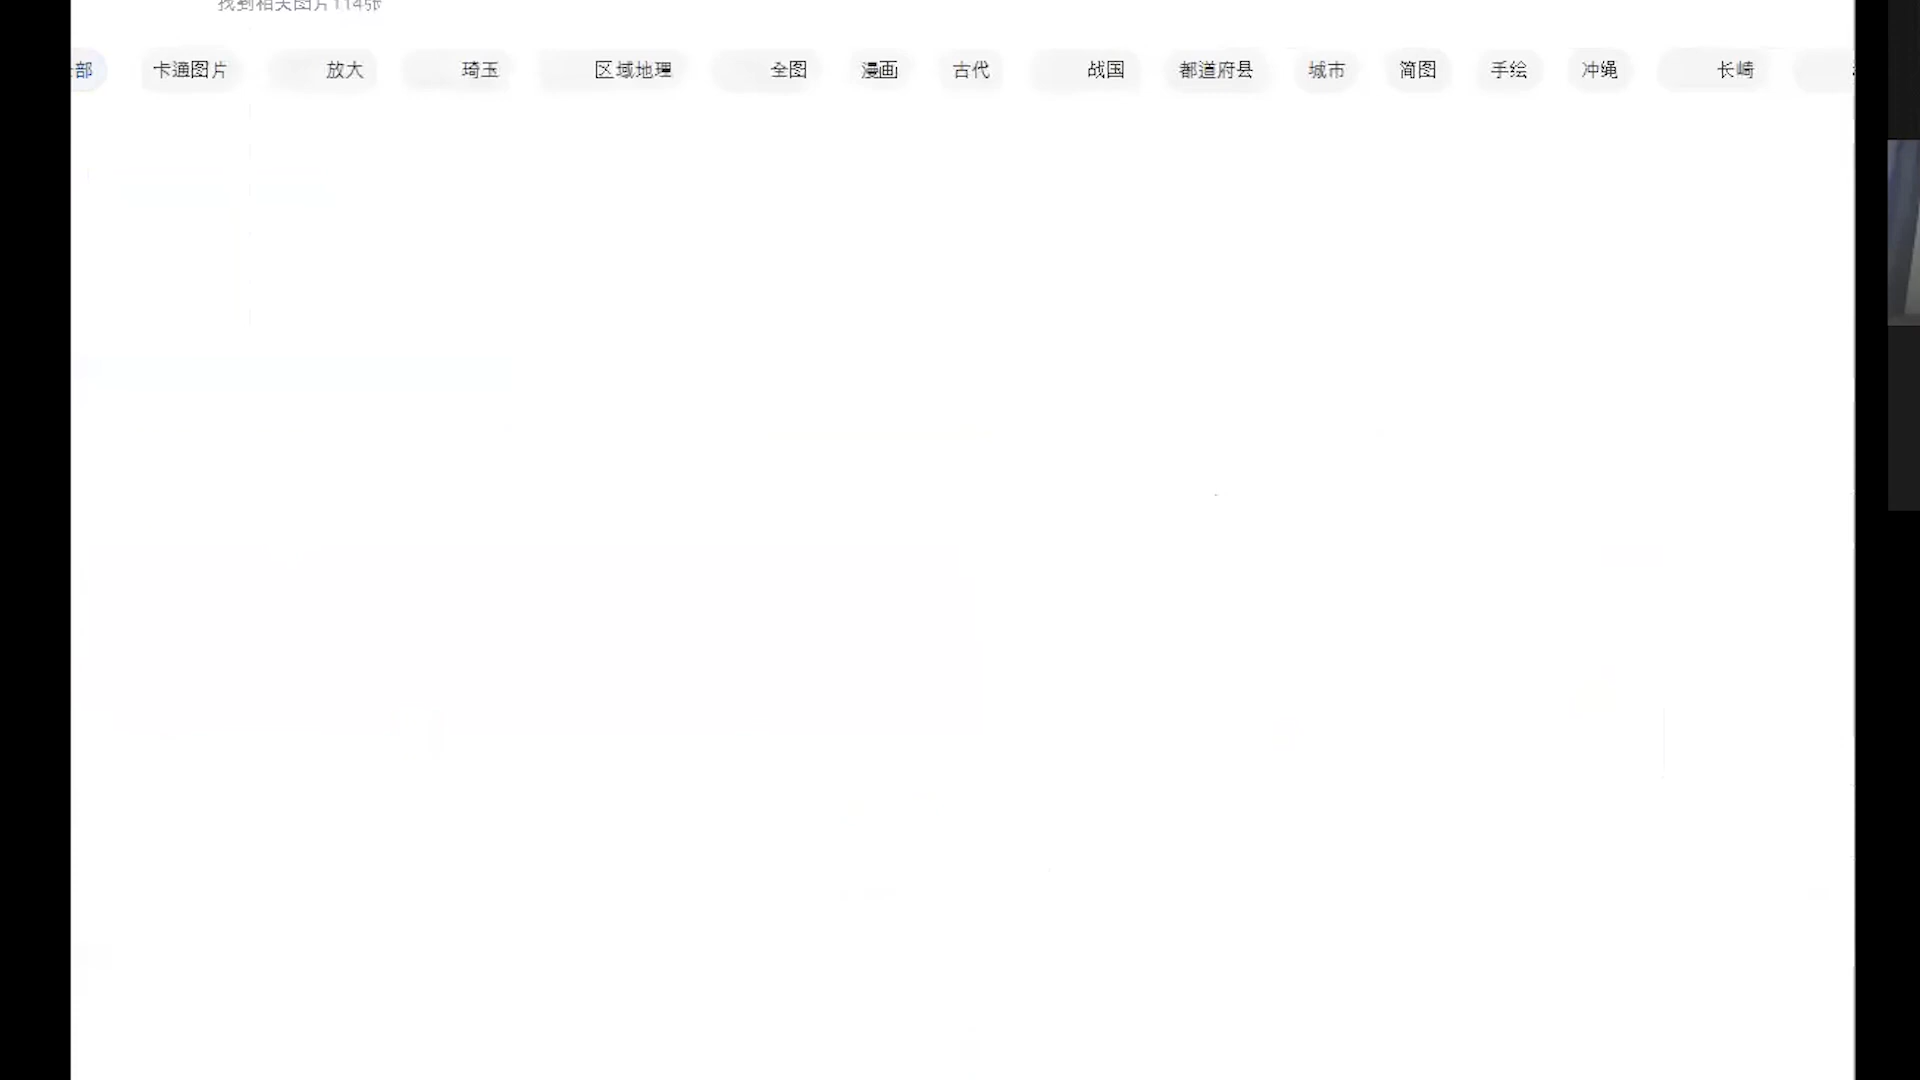 找到相关图片114张
部 卡通图片 放大 琦玉 区域地理 全图 漫画 古代 战国 都道府县 城市 简图 手绘 冲绳 长崎